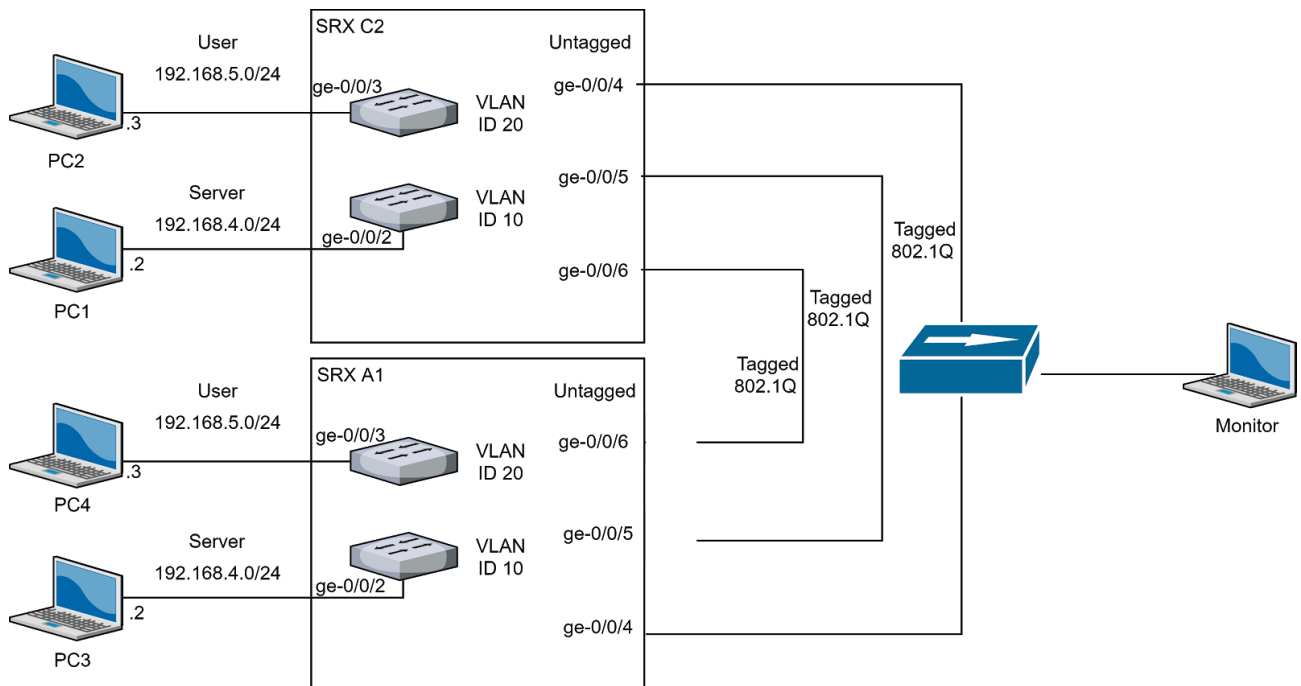 SRX C2
User
192.168.5.0/24
Untagged
ge-0/0/3
VLAN
ID 20
ge-0/0/4
.3
PC2
Server
192.168.4.0/24
VLAN
ID 10
ge-0/0/5
ge-0/0/2
.2
ge-0/0/6
PC1
Tagged
802.1Q
Tagged
802.1Q
Tagged
802.1Q
SRX A1
User
192.168.5.0/24
Untagged
ge-0/0/3
VLAN
ID 20
ge-0/0/6
.3
PC4
Monitor
Server
192.168.4.0/24
VLAN
ID 10
ge-0/0/5
ge-0/0/2
.2
ge-0/0/4
PC3